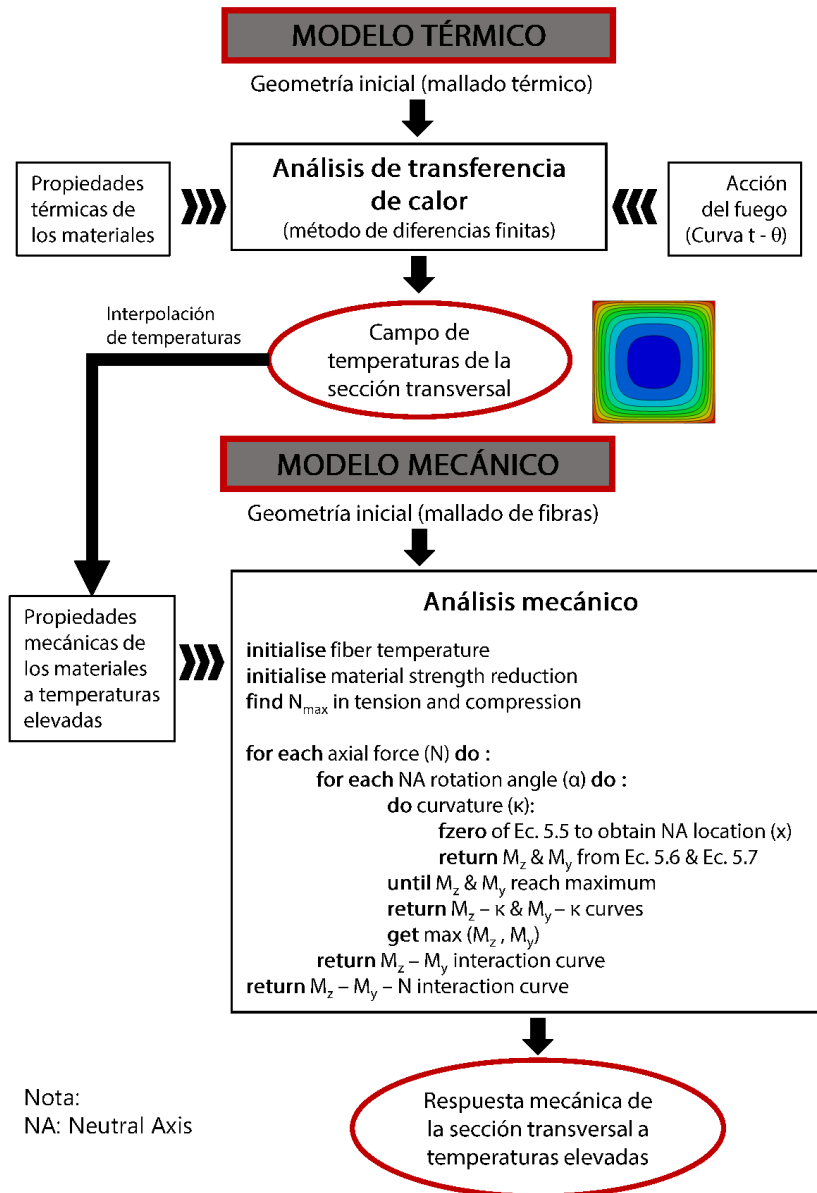 MODELO TÉRMICO
Geometría inicial (mallado térmico)
Propiedades
térmicas de
los materiales
Análisis de transferencia
de calor
(método de diferencias finitas)
Acción
del fuego
(Curva t - θ)
Interpolación
de temperaturas
Campo de
temperaturas de la
sección transversal
MODELO MECÁNICO
Geometría inicial (mallado de fibras)
Propiedades
mecánicas de
los materiales
a temperaturas
elevadas
Análisis mecánico
initialise fiber temperature
initialise material strength reduction
find Nmax in tension and compression
for each axial force (N) do :
for each NA rotation angle (α) do :
do curvature (κ):
fzero of Ec. 5.5 to obtain NA location (x)
return Mz & My from Ec. 5.6 & Ec. 5.7
until Mz & My reach maximum
return Mz – κ & My – κ curves
get max (Mz , My)
return Mz – My interaction curve
return Mz – My – N interaction curve
Nota:
NA: Neutral Axis
Respuesta mecánica de
la sección transversal a
temperaturas elevadas